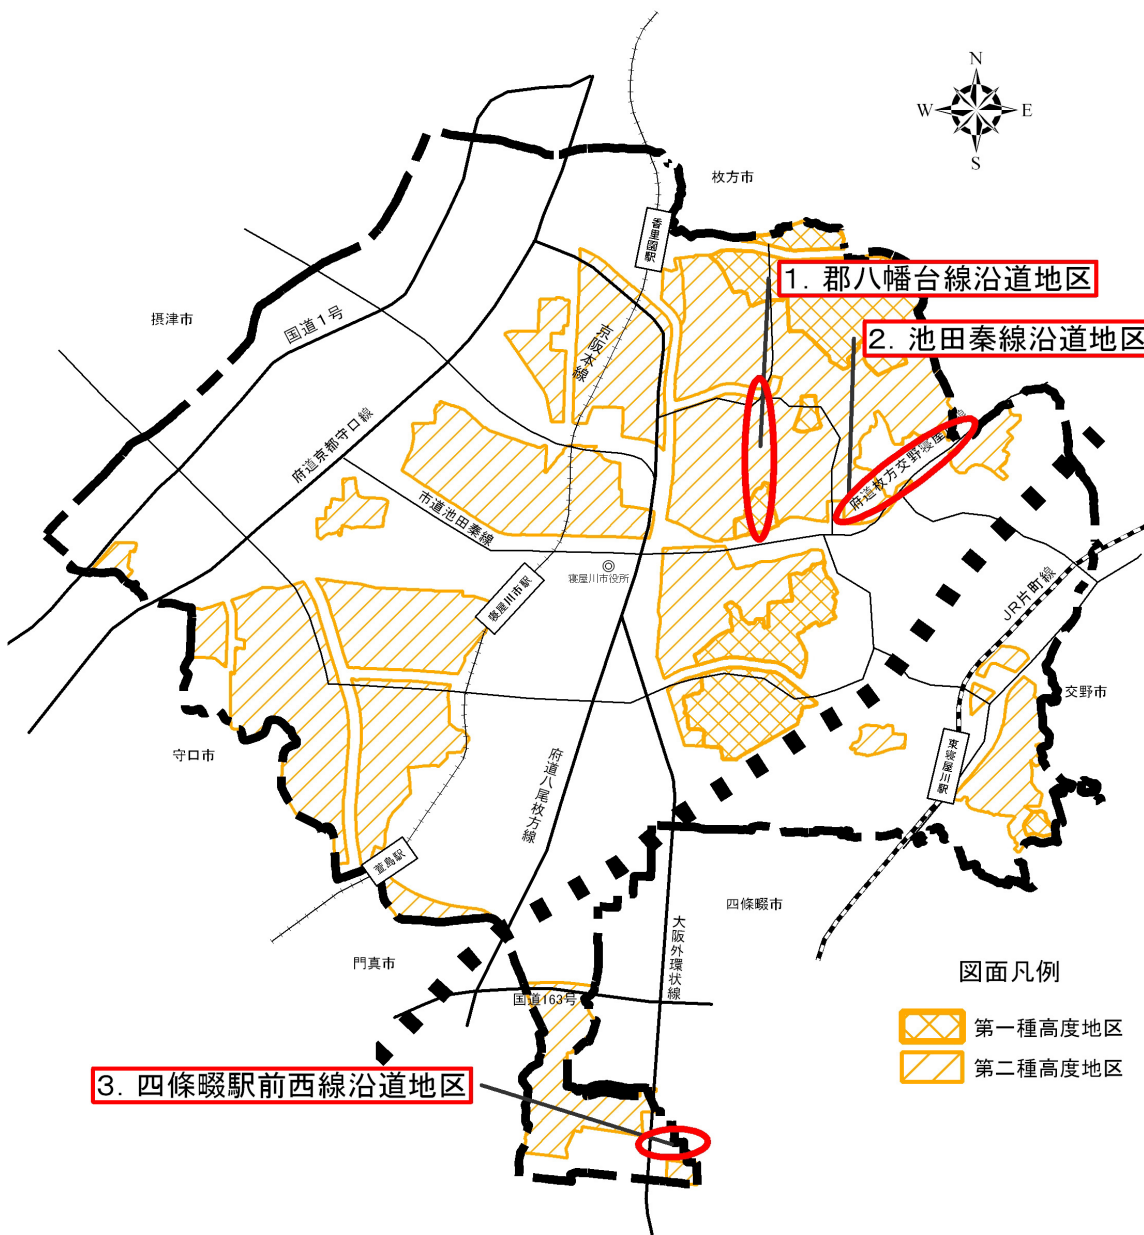 N
W
E
S
枚方市
香里園駅
1. 郡八幡台線沿道地区
摂津市
国道1号
京阪本線
2. 池田秦線沿道地区
府道京都守口線
府道枚方交野寝屋川線
市道池田秦線
寝屋川市役所
寝屋川市駅
JR片町線
交野市
守口市
府道八尾枚方線
東寝屋川駅
萱島駅
四條畷市
大阪外環状線
門真市
国道163号
図面凡例
第一種高度地区
第二種高度地区
3. 四條畷駅前西線沿道地区